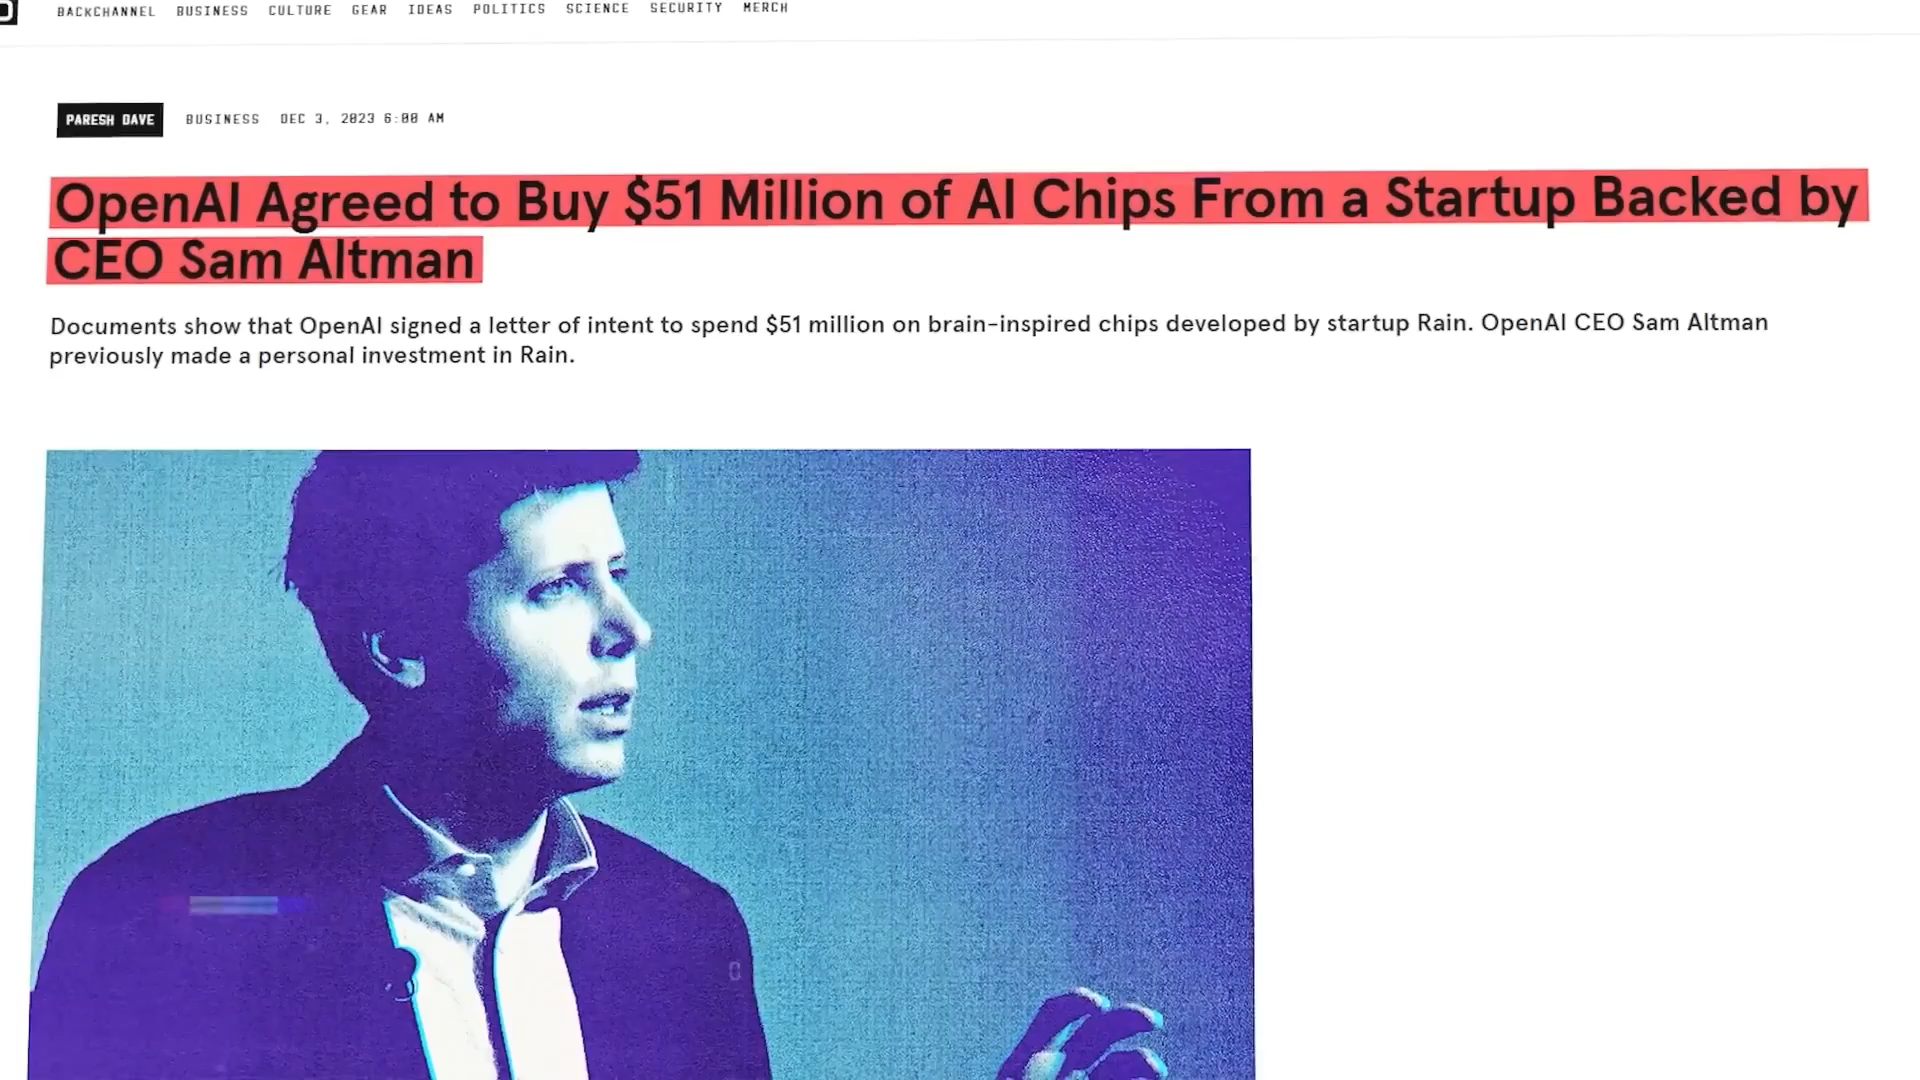 BACKCHANNEL BUSINESS CULTURE GEAR IDEAS POLITICS SCIENCE SECURITY MERCH
PARESH DAVE BUSINESS DEC 3, 2023 6:00 AM
OpenAI Agreed to Buy $51 Million of AI Chips From a Startup Backed by
CEO Sam Altman
Documents show that OpenAI signed a letter of intent to spend $51 million on brain-inspired chips developed by startup Rain. OpenAI CEO Sam Altman
previously made a personal investment in Rain.